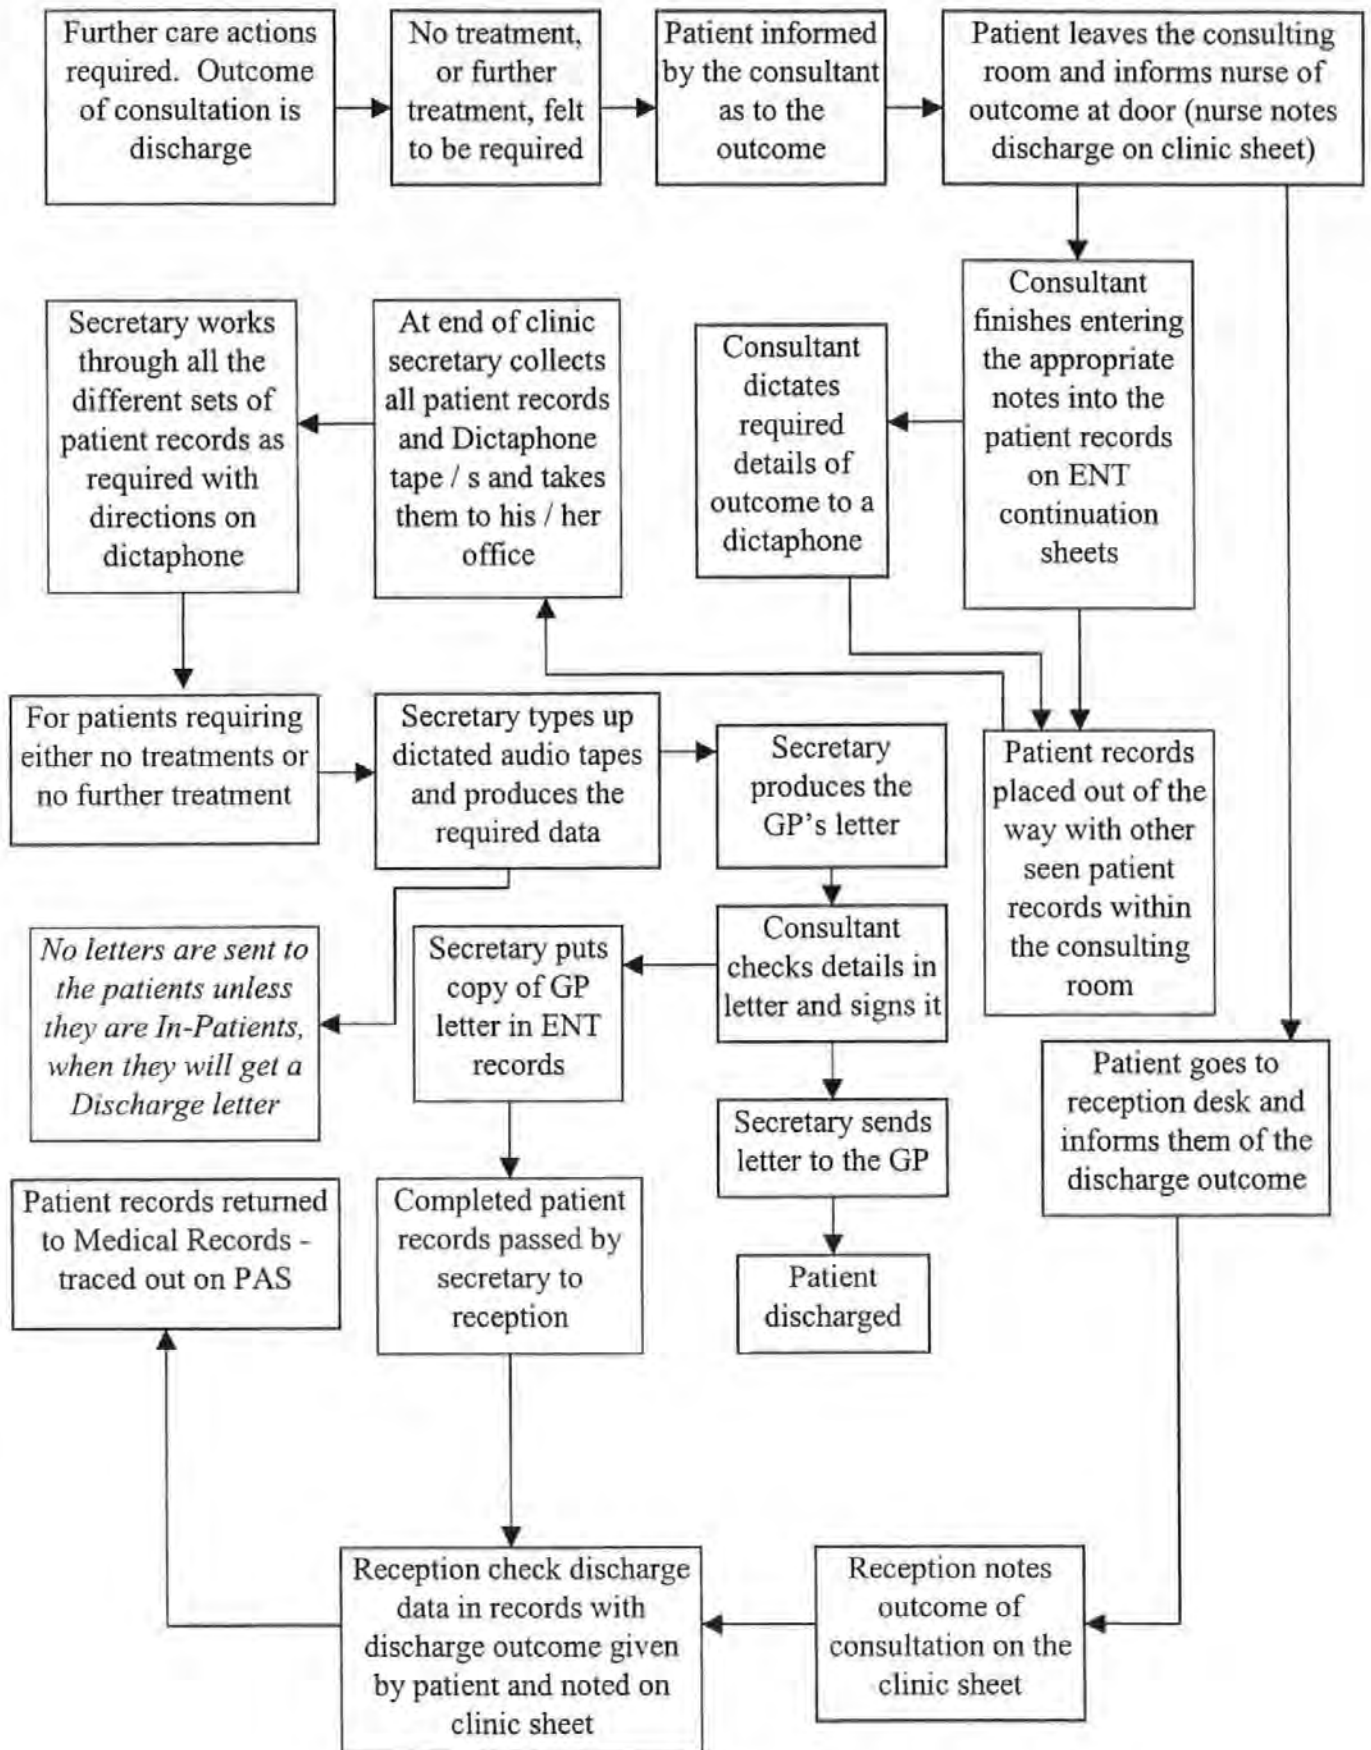 Further care actions
required.  Outcome
of consultation is
discharge
No treatment,
or further
treatment, felt
to be required
Patient informed
by the consultant
as to the
outcome
Patient leaves the consulting
room and informs nurse of
outcome at door (nurse notes
discharge on clinic sheet)
Secretary works
through all the
different sets of
patient records as
required with
directions on
dictaphone
At end of clinic
secretary collects
all patient records
and Dictaphone
tape / s and takes
them to his / her
office
Consultant
dictates
required
details of
outcome to a
dictaphone
Consultant
finishes entering
the appropriate
notes into the
patient records
on ENT
continuation
sheets
For patients requiring
either no treatments or
no further treatment
Secretary types up
dictated audio tapes
and produces the
required data
Secretary
produces the
GP's letter
Patient records
placed out of the
way with other
seen patient
records within
the consulting
room
No letters are sent to
the patients unless
they are In-Patients,
when they will get a
Discharge letter
Secretary puts
copy of GP
letter in ENT
records
Consultant
checks details in
letter and signs it
Patient goes to
reception desk and
informs them of the
discharge outcome
Secretary sends
letter to the GP
Patient records returned
to Medical Records -
traced out on PAS
Completed patient
records passed by
secretary to
reception
Patient
discharged
Reception check discharge
data in records with
discharge outcome given
by patient and noted on
clinic sheet
Reception notes
outcome of
consultation on the
clinic sheet